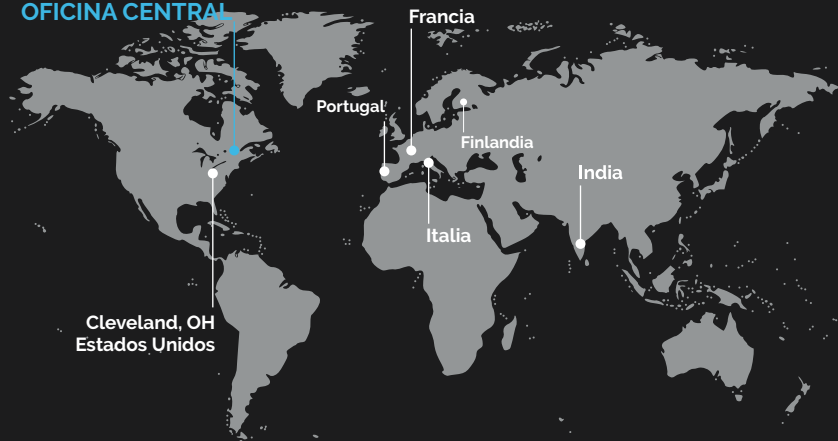 OFICINA CENTRAL
Francia
Portugal
Finlandia
India
Italia
Cleveland, OH
Estados Unidos